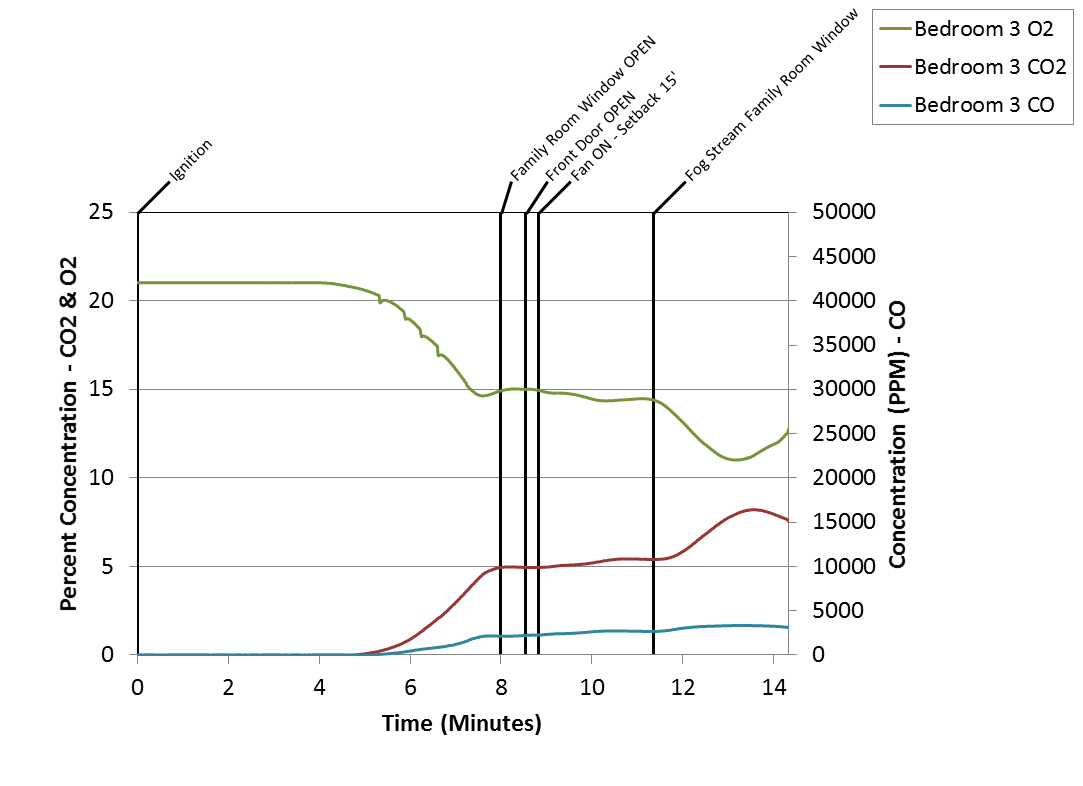 Bedroom 3 O2
Bedroom 3 CO2
Bedroom 3 CO
Ignition
Family Room Window OPEN
Front Door OPEN
Fan ON - Setback 15'
Fog Stream Family Room Window
Percent Concentration - CO2 & O2
25
20
15
10
5
0
50000
45000
40000
35000
30000
25000
20000
15000
10000
5000
0
Concentration (PPM) - CO
0 2 4 6 8 10 12 14
Time (Minutes)